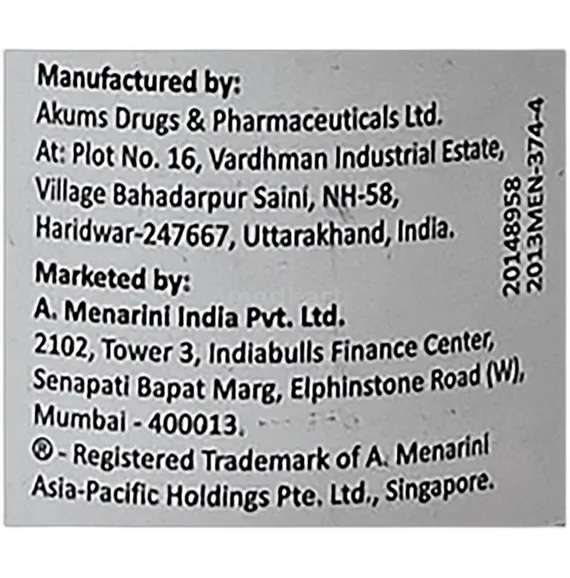 Manufactured by:
Akums Drugs & Pharmaceuticals Ltd.
At: Plot No. 16, Vardhman Industrial Estate,
Village Bahadarpur Saini, NH-58,
Haridwar-247667, Uttarakhand, India.
Marketed by:
A. Menarini India Pvt. Ltd.
2102, Tower 3, Indiabulls Finance Center,
Senapati Bapat Marg, Elphinstone Road (W),
Mumbai - 400013.
® - Registered Trademark of A. Menarini
Asia-Pacific Holdings Pte. Ltd., Singapore.
20148958
2013MEN-374-4